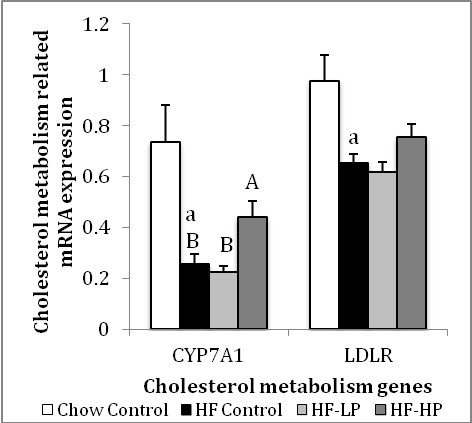 Cholesterol metabolism related
mRNA expression
1.2
1
0.8
0.6
0.4
0.2
0
a
B
B
A
a
CYP7A1
LDLR
Cholesterol metabolism genes
Chow Control
HF Control
HF-LP
HF-HP